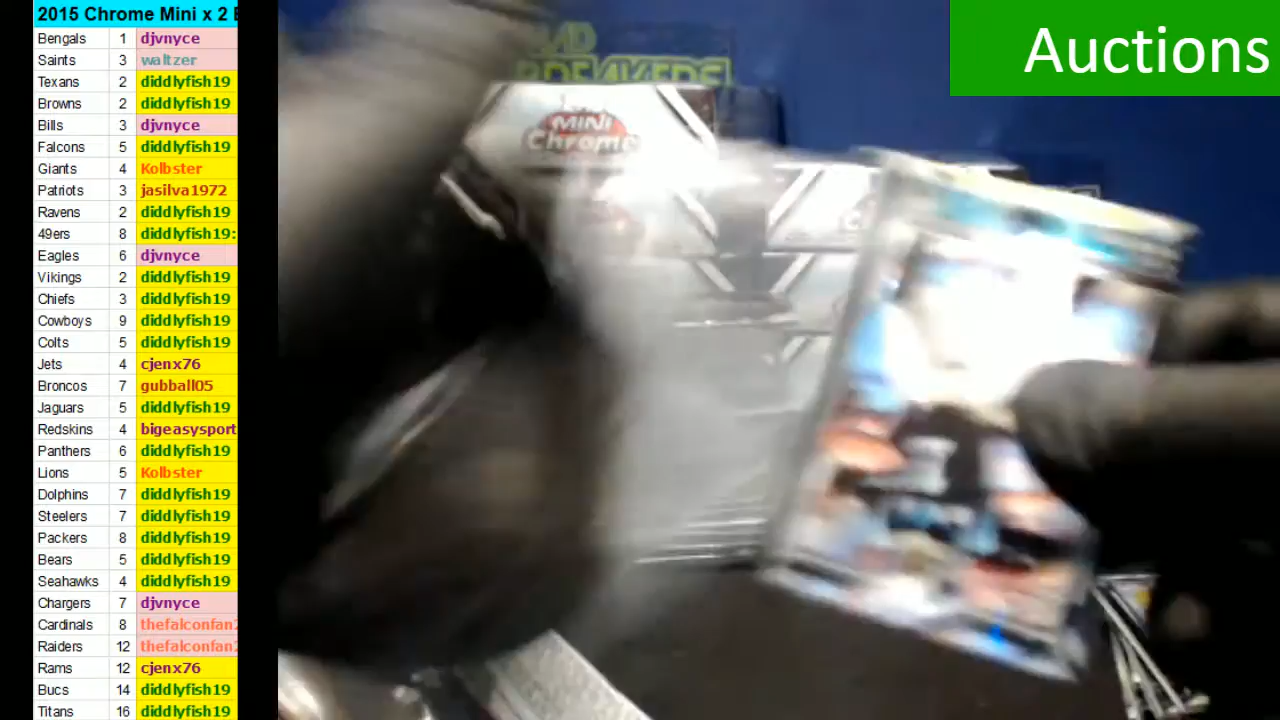 2015 Chrome Mini x 2 B
Auctions
Bengals 1 djvnyce
Saints 3 waltzer
Texans 2 diddlyfish19
Browns 2 diddlyfish19
Bills 3 djvnyce
Falcons 5 diddlyfish19
Giants 4 Kolbster
Patriots 3 jasilva1972
Ravens 2 diddlyfish19
49ers 8 diddlyfish19:
Eagles 6 djvnyce
Vikings 2 diddlyfish19
Chiefs 3 diddlyfish19
Cowboys 9 diddlyfish19
Colts 5 diddlyfish19
Jets 4 cjenx76
Broncos 7 gubball05
Jaguars 5 diddlyfish19
Redskins 4 bigeasysport
Panthers 6 diddlyfish19
Lions 5 Kolbster
Dolphins 7 diddlyfish19
Steelers 7 diddlyfish19
Packers 8 diddlyfish19
Bears 5 diddlyfish19
Seahawks 4 diddlyfish19
Chargers 7 djvnyce
Cardinals 8 thefalconfan2
Raiders 12 thefalconfan2
Rams 12 cjenx76
Bucs 14 diddlyfish19
Titans 16 diddlyfish19
BREAKERS
MINI
Chrome